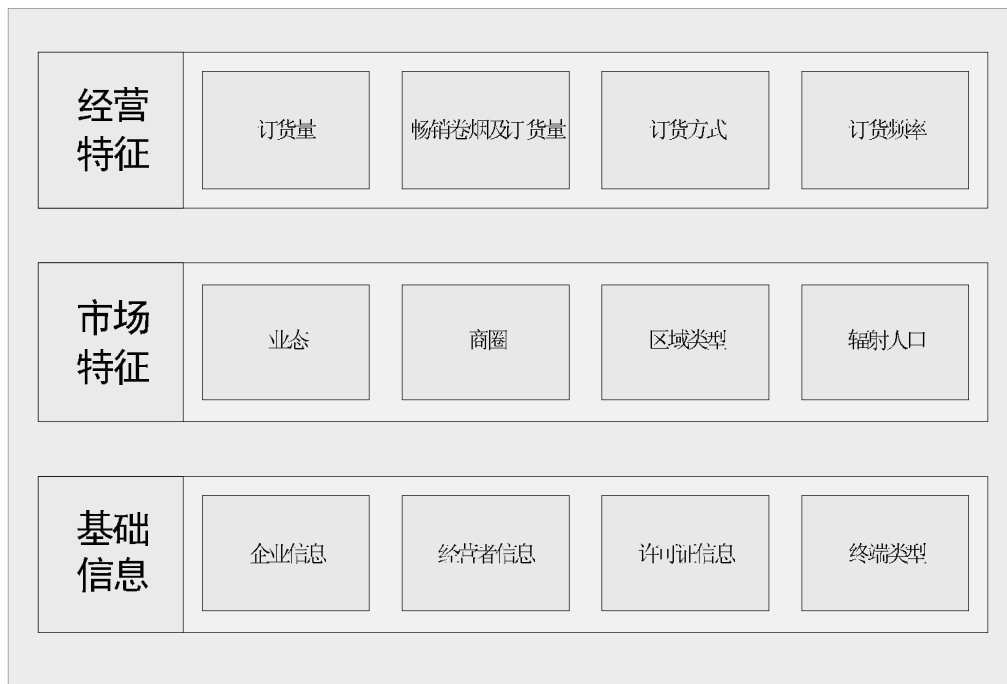 经营
特征
订货量
畅销卷烟及订货量
订货方式
订货频率
市场
特征
业态
商圈
区域类型
辐射人口
基础
信息
企业信息
经营者信息
许可证信息
终端类型